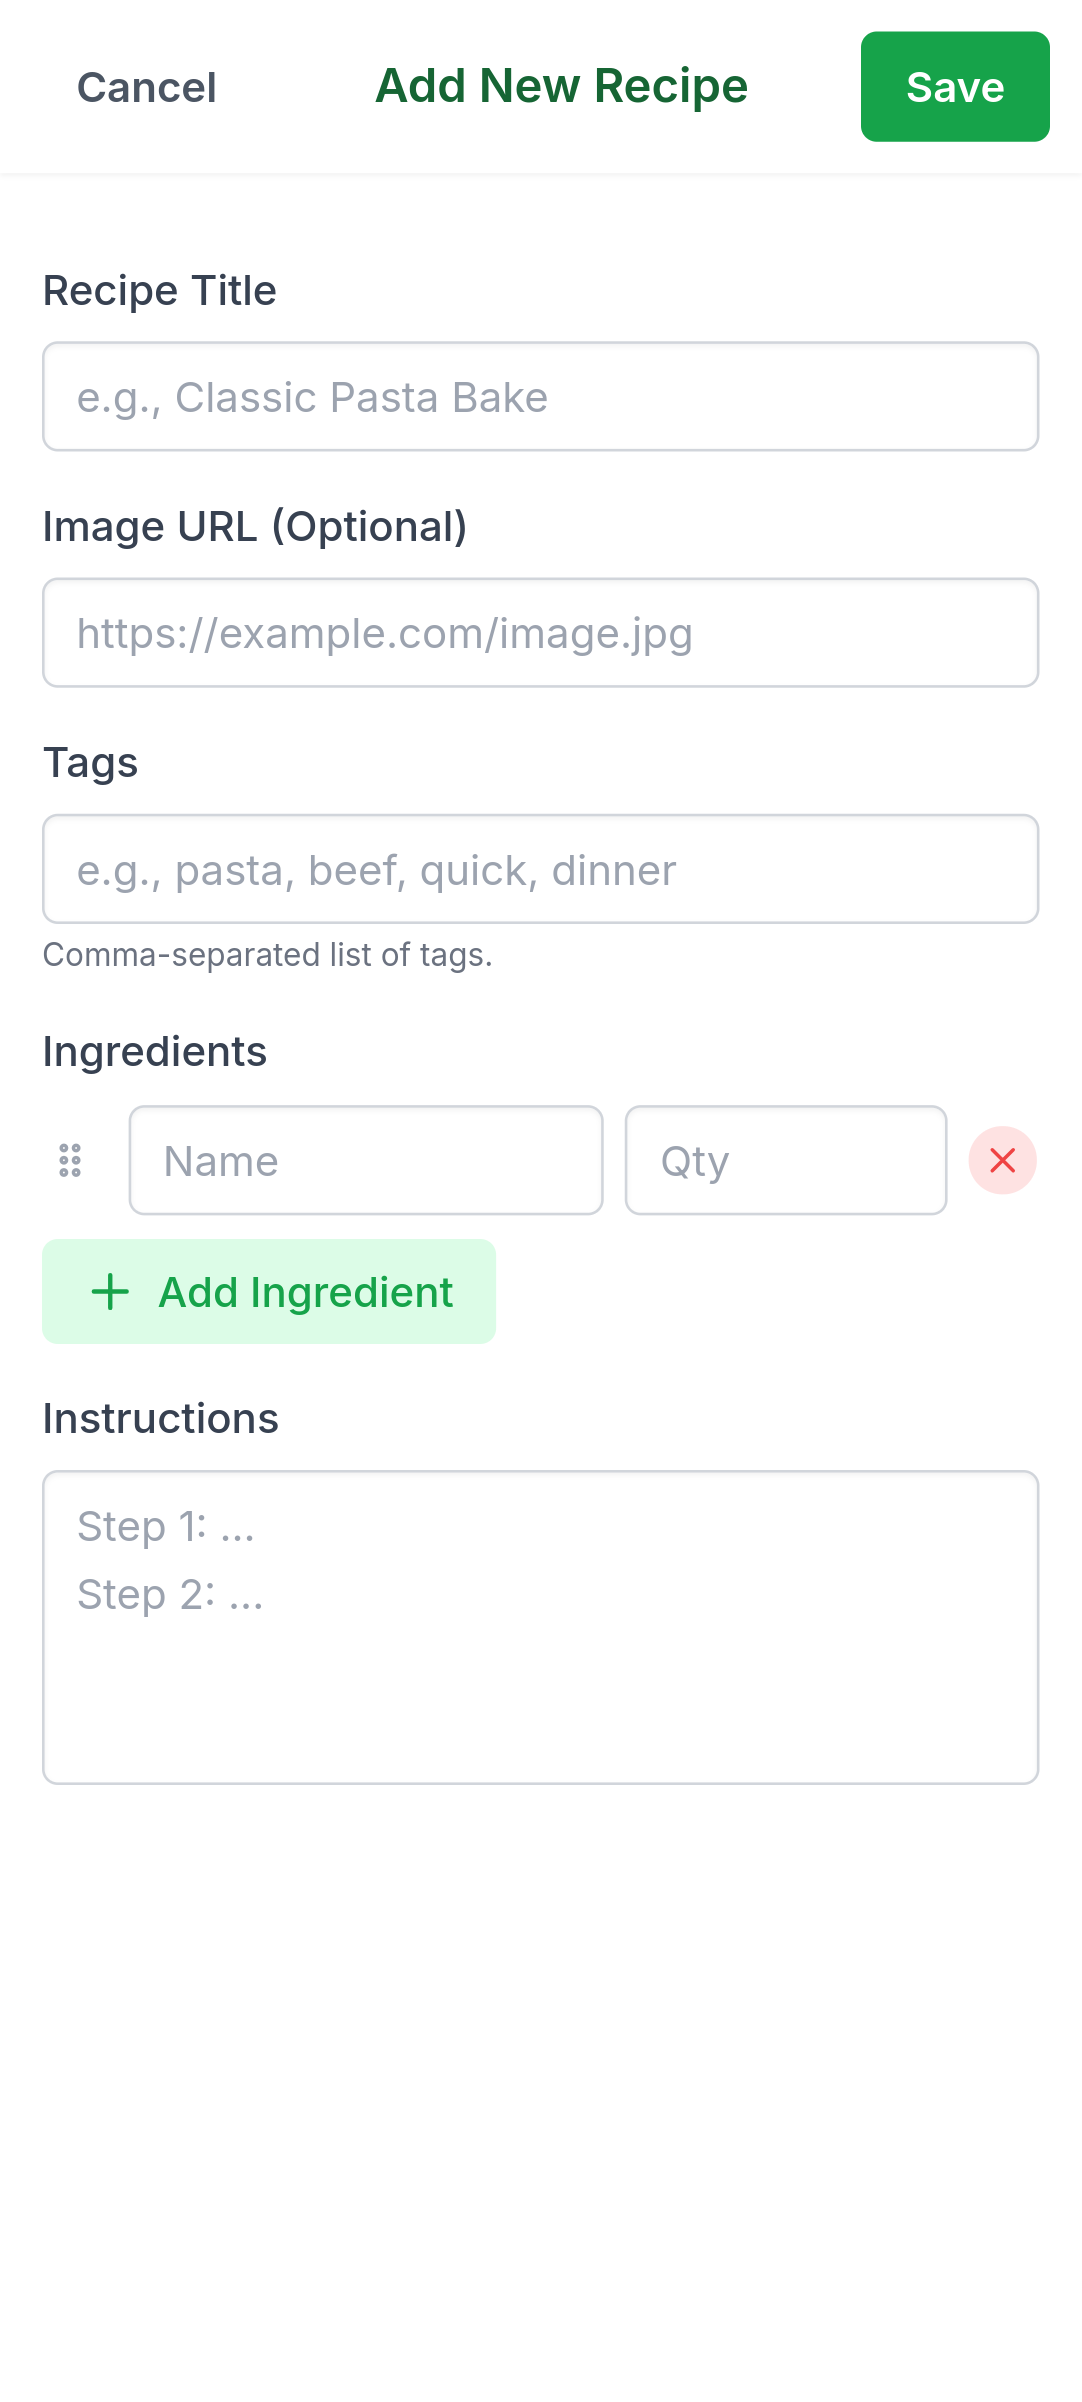 Cancel
Add New Recipe
Save
Recipe Title
e.g., Classic Pasta Bake
Image URL (Optional)
https://example.com/image.jpg
Tags
e.g., pasta, beef, quick, dinner
Comma-separated list of tags.
Ingredients
Name
Qty
Add Ingredient
Instructions
Step 1: ...
Step 2: ...